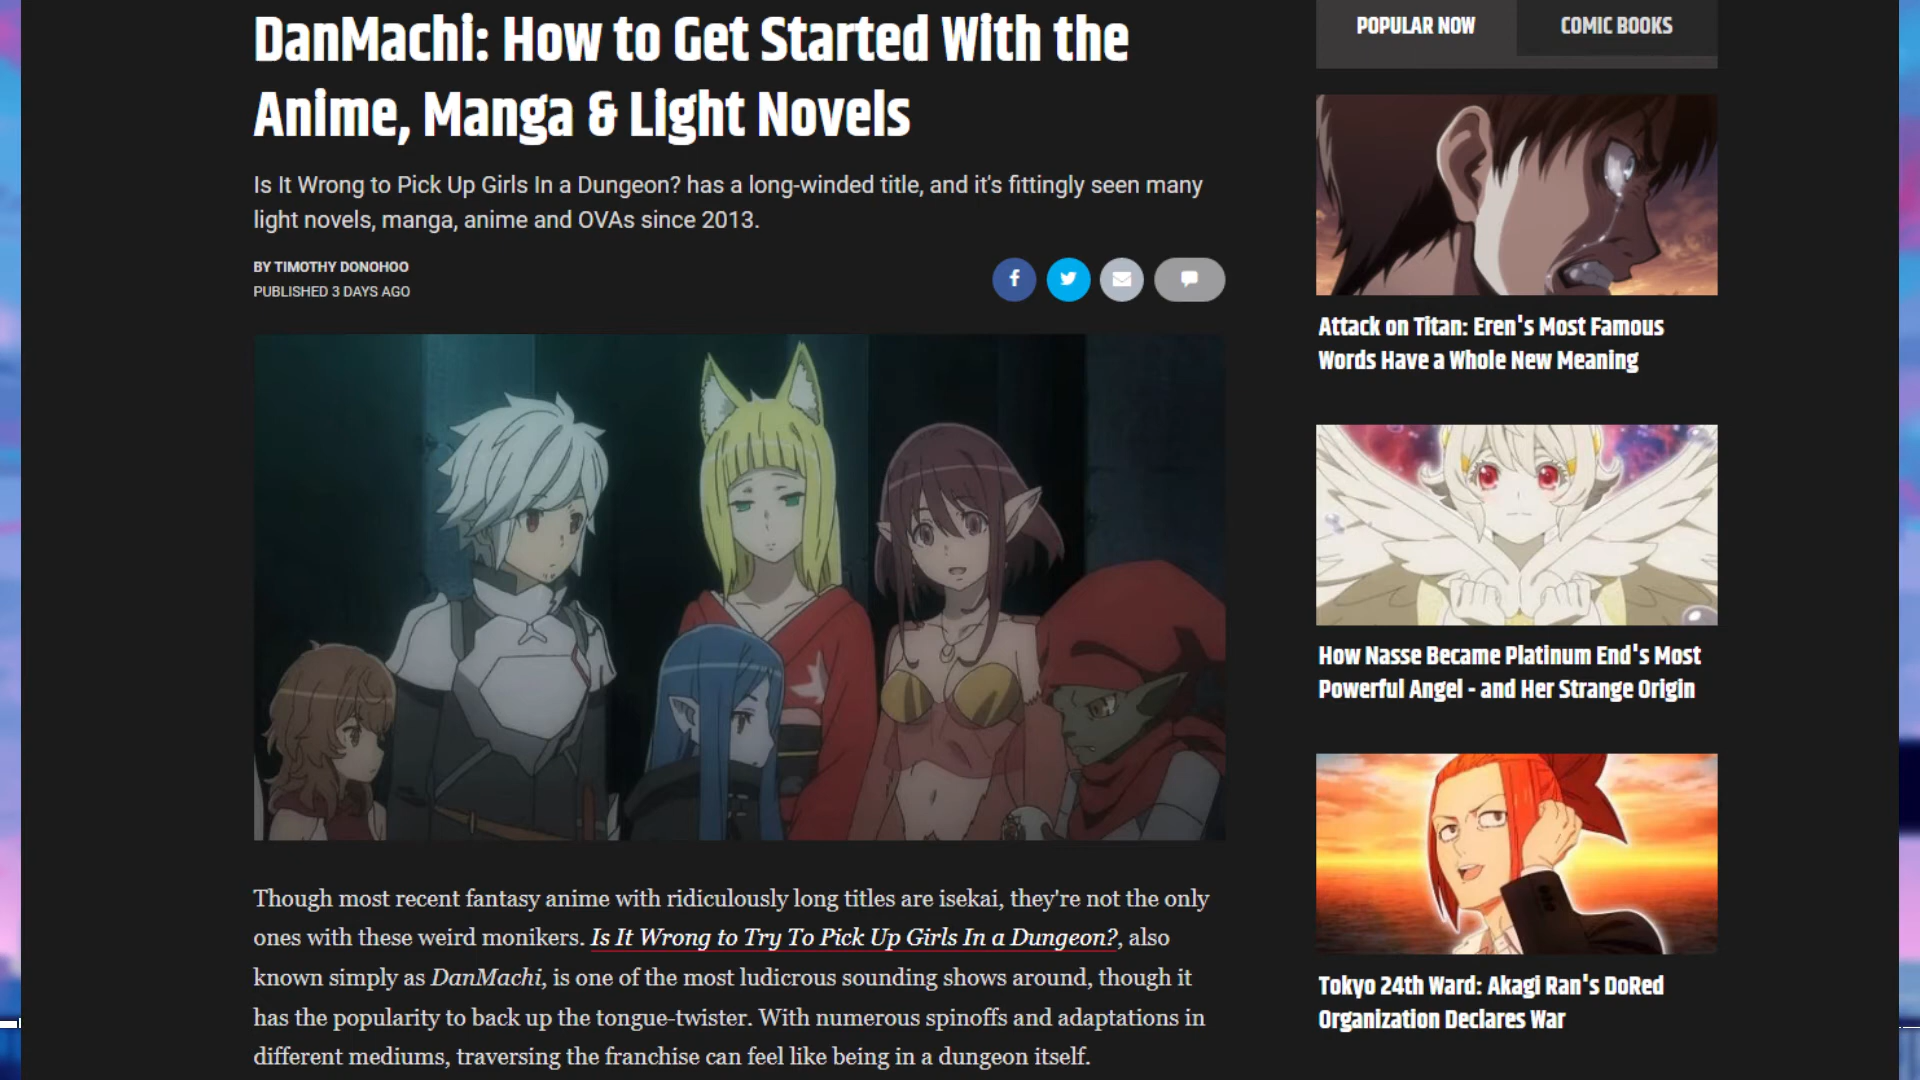 DanMachi: How to Get Started With the
Anime, Manga & Light Novels
Is It Wrong to Pick Up Girls In a Dungeon? has a long-winded title, and it's fittingly seen many
light novels, manga, anime and OVAs since 2013.
BY TIMOTHY DONOHOO
PUBLISHED 3 DAYS AGO
Though most recent fantasy anime with ridiculously long titles are isekai, they're not the only
ones with these weird monikers. Is It Wrong to Try To Pick Up Girls In a Dungeon?, also
known simply as DanMachi, is one of the most ludicrous sounding shows around, though it
has the popularity to back up the tongue-twister. With numerous spinoffs and adaptations in
different mediums, traversing the franchise can feel like being in a dungeon itself.
POPULAR NOW
COMIC BOOKS
Attack on Titan: Eren's Most Famous
Words Have a Whole New Meaning
How Nasse Became Platinum End's Most
Powerful Angel - and Her Strange Origin
Tokyo 24th Ward: Akagi Ran's DoRed
Organization Declares War